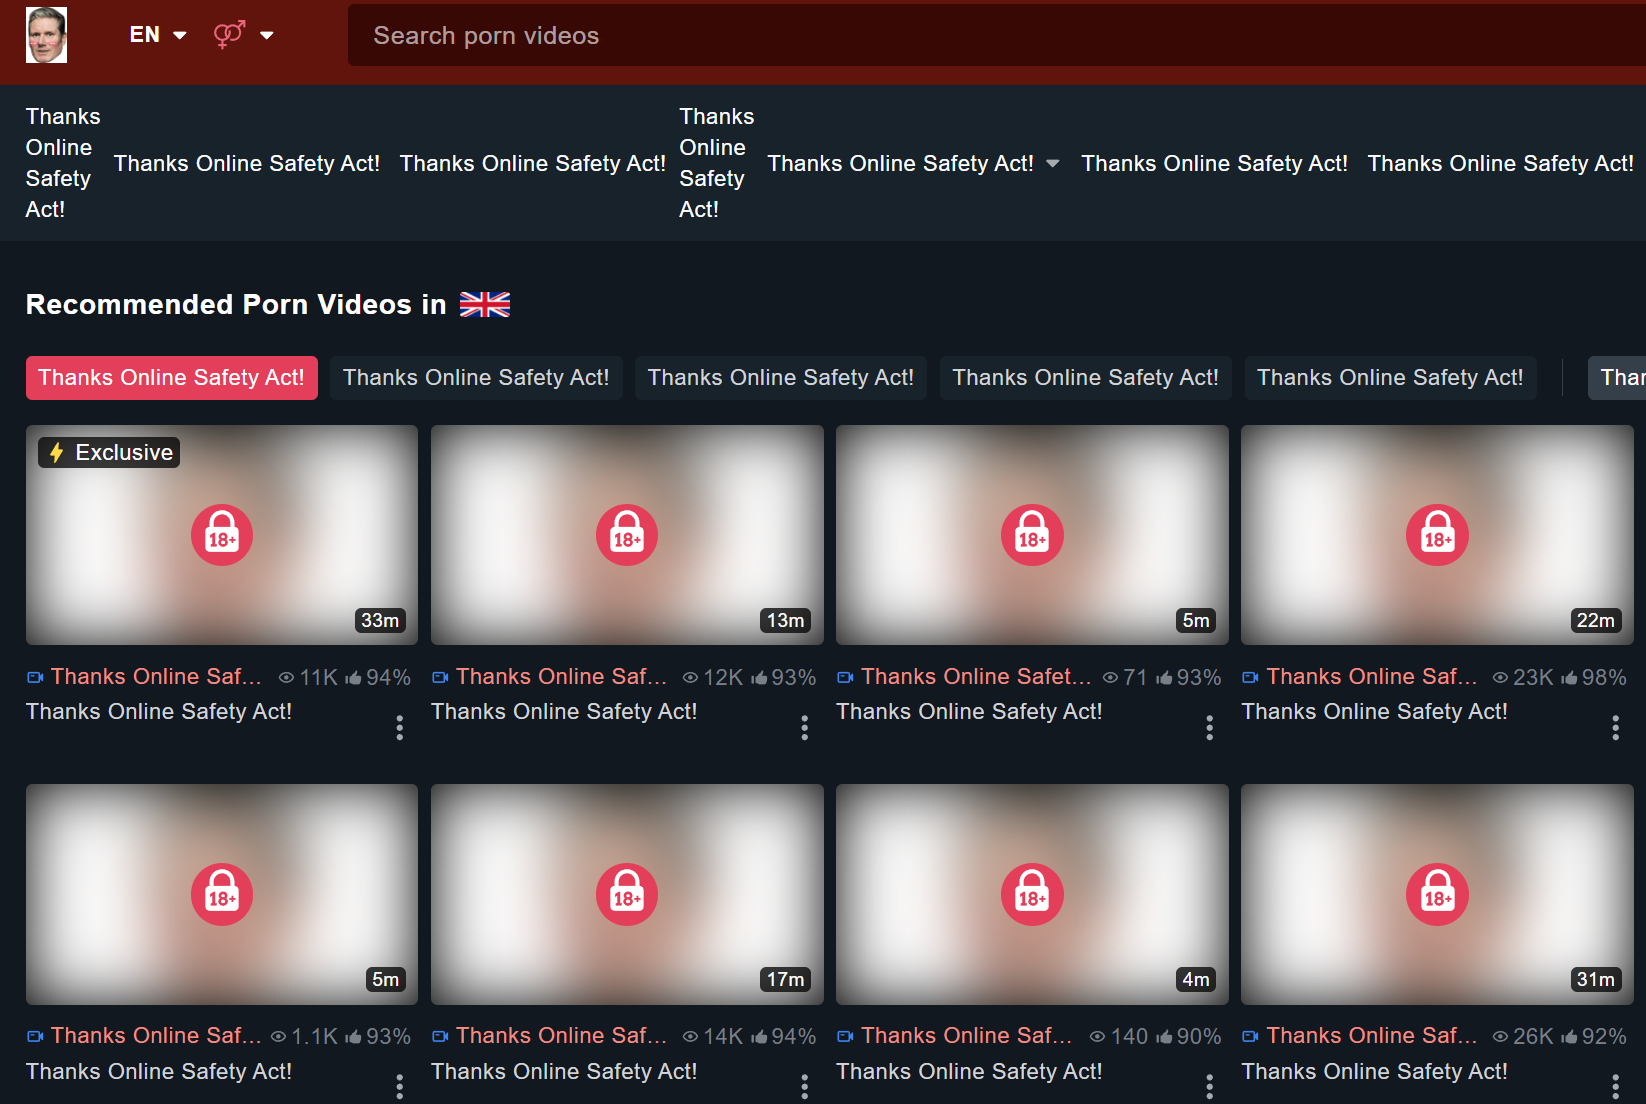 EN
Search porn videos
Thanks
Online
Safety
Act!
Thanks Online Safety Act!
Thanks Online Safety Act!
Thanks
Online
Safety
Act!
Thanks Online Safety Act!
Thanks Online Safety Act!
Thanks Online Safety Act!
Recommended Porn Videos in
Thanks Online Safety Act!
Thanks Online Safety Act!
Thanks Online Safety Act!
Thanks Online Safety Act!
Thanks Online Safety Act!
Than
Exclusive
18+
33m
18+
13m
18+
5m
18+
22m
Thanks Online Saf... 11K 94%
Thanks Online Safety Act!
Thanks Online Saf... 12K 93%
Thanks Online Safety Act!
Thanks Online Safet... 71 93%
Thanks Online Safety Act!
Thanks Online Saf... 23K 98%
Thanks Online Safety Act!
18+
5m
18+
17m
18+
4m
18+
31m
Thanks Online Saf... 1.1K 93%
Thanks Online Safety Act!
Thanks Online Saf... 14K 94%
Thanks Online Safety Act!
Thanks Online Saf... 140 90%
Thanks Online Safety Act!
Thanks Online Saf... 26K 92%
Thanks Online Safety Act!